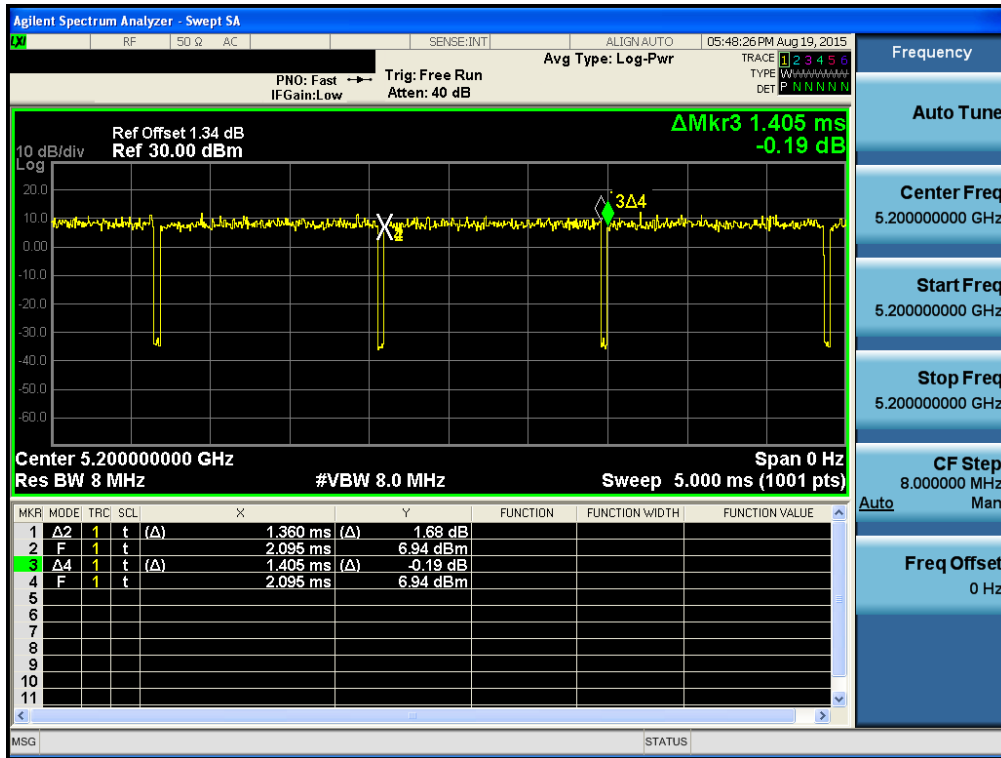 Agilent Spectrum Analyzer - Swept SA
LXI RF 50 Ω AC SENSE:INT ALIGN AUTO 05:48:26 PM Aug 19, 2015
Avg Type: Log-Pwr TRACE 1 2 3 4 5 6
PNO: Fast Trig: Free Run TYPE WWWWWWW
IFGain:Low Atten: 40 dB DET P N N N N N
Frequency
Auto Tune
Center Freq
5.200000000 GHz
Start Freq
5.200000000 GHz
Stop Freq
5.200000000 GHz
CF Step
8.000000 MHz
Auto Man
Freq Offset
0 Hz
ΔMkr3 1.405 ms
-0.19 dB
Ref Offset 1.34 dB
10 dB/div Ref 30.00 dBm
Log
20.0
10.0
0.00
-10.0
-20.0
-30.0
-40.0
-50.0
-60.0
3Δ4
Center 5.200000000 GHz Span 0 Hz
Res BW 8 MHz #VBW 8.0 MHz Sweep 5.000 ms (1001 pts)
MKR MODE TRC SCL X Y FUNCTION FUNCTION WIDTH FUNCTION VALUE
1 Δ2 1 t (Δ) 1.360 ms (Δ) 1.68 dB
2 F 1 t 2.095 ms 6.94 dBm
3 Δ4 1 t (Δ) 1.405 ms (Δ) -0.19 dB
4 F 1 t 2.095 ms 6.94 dBm
5
6
7
8
9
10
11
MSG STATUS